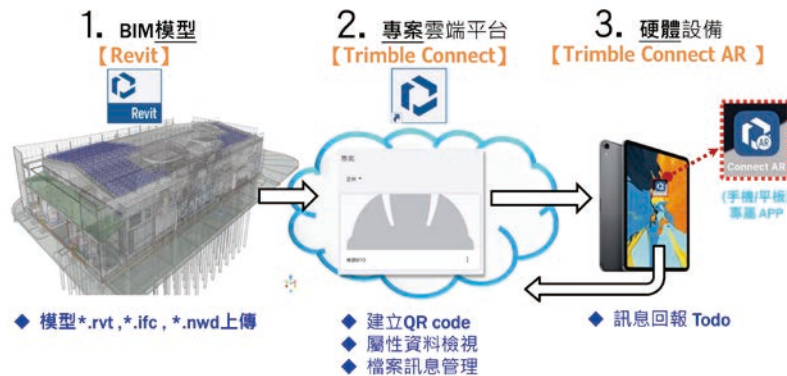 1. BIM模型
【Revit】
Revit
◆ 模型*.rvt ,*.ifc , *.nwd上傳
2. 專案雲端平台
【Trimble Connect】
◆ 建立QR code
◆ 屬性資料檢視
◆ 檔案訊息管理
3. 硬體設備
【Trimble Connect AR 】
AR
Connect AR
(手機/平板
專屬 APP
◆ 訊息回報 Todo